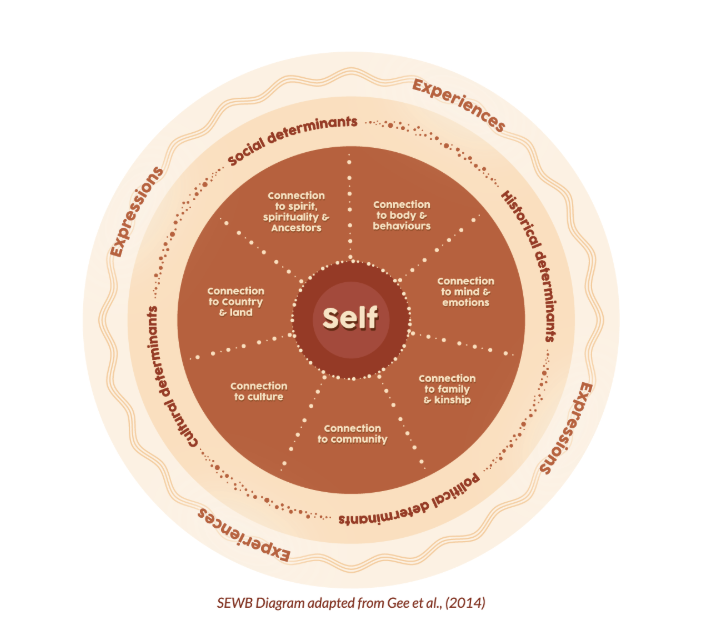 Experiences
Social determinants
Historical determinants
Expressions
Connection
to spirit,
spirituality &
Ancestors
Connection
to body &
behaviours
Connection
to Country
& land
Connection
to mind &
emotions
Self
Connection
to culture
Connection
to family
& kinship
Connection
to community
Cultural determinants
Political determinants
Expressions
Experiences
SEWB Diagram adapted from Gee et al., (2014)